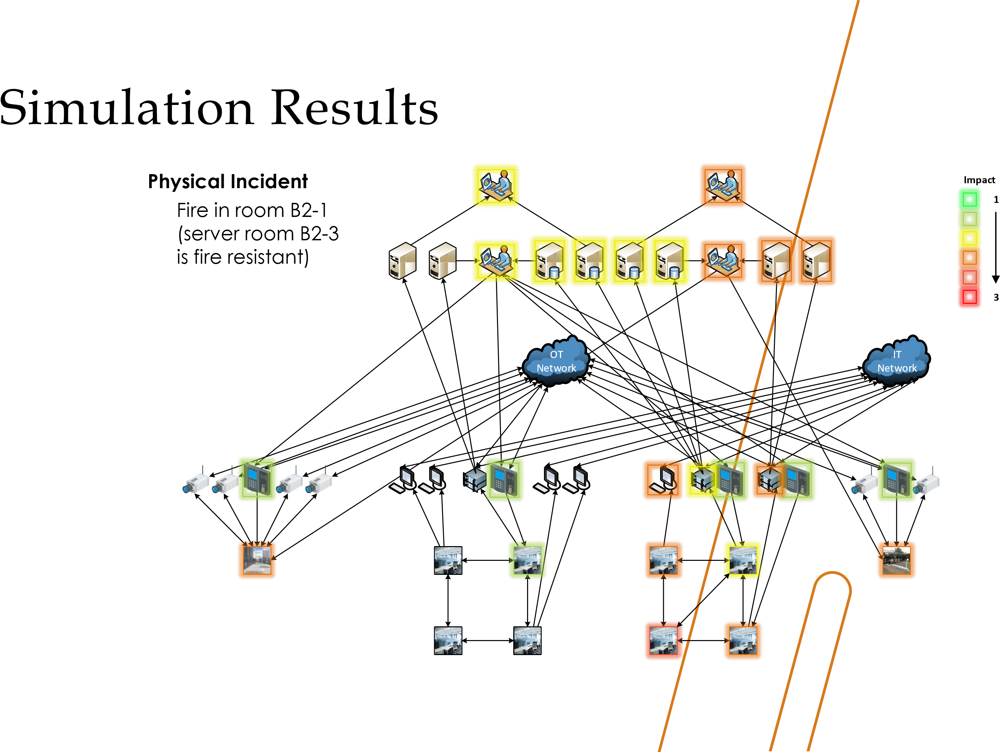 Simulation Results
Physical Incident
Fire in room B2-1
(server room B2-3
is fire resistant)
Impact
1
3
OT
Network
IT
Network